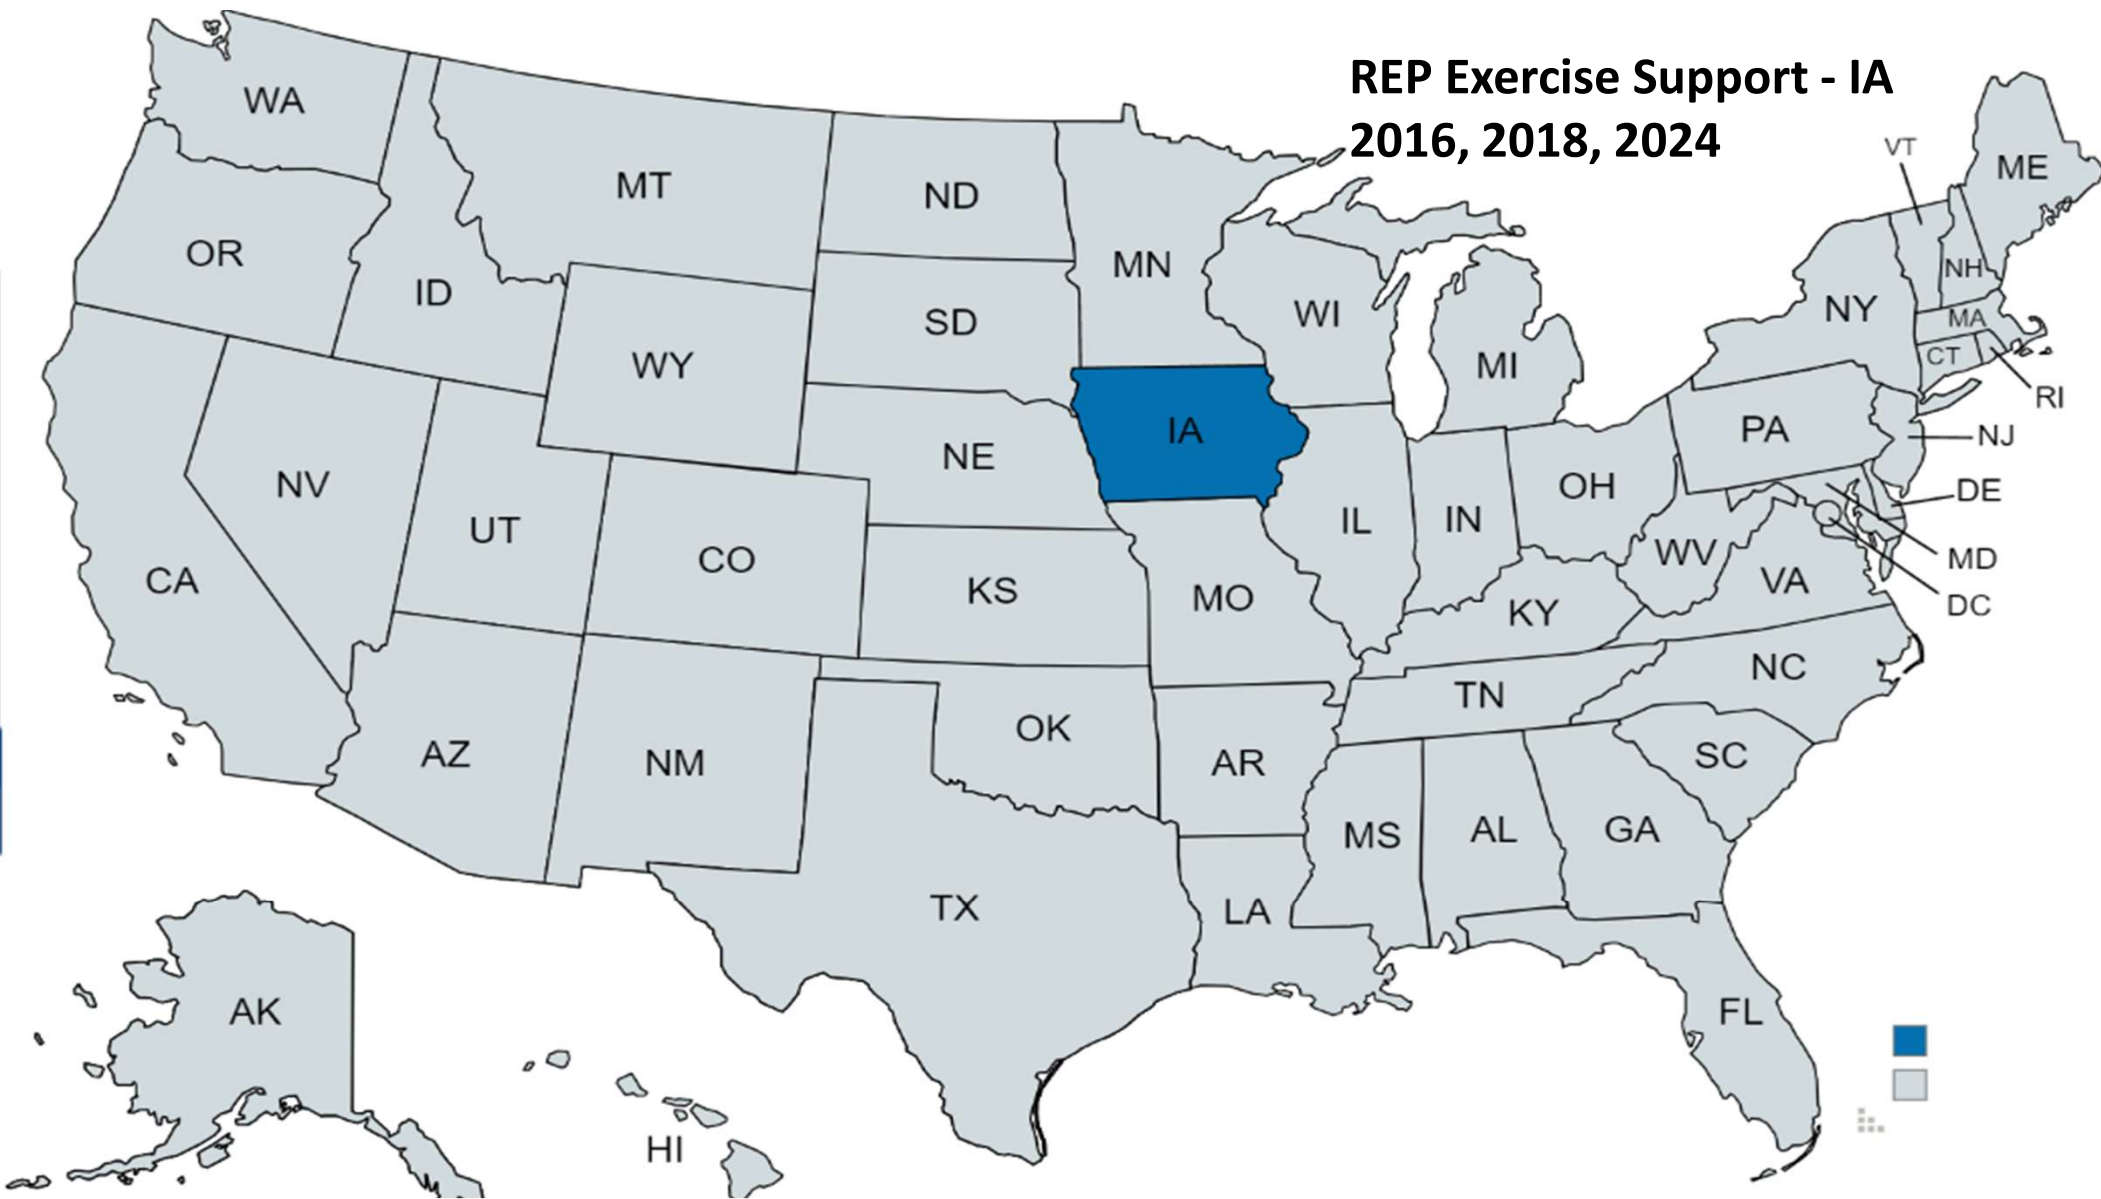 REP Exercise Support - IA
2016, 2018, 2024
WA
MT
ND
MN
VT
ME
OR
ID
SD
WI
NY
NH
MA
WY
MI
CT
RI
IA
PA
NJ
NE
NV
OH
DE
UT
IL
IN
CO
WV
MD
CA
KS
MO
KY
VA
DC
NC
TN
OK
AZ
NM
AR
SC
MS
AL
GA
TX
LA
AK
FL
HI